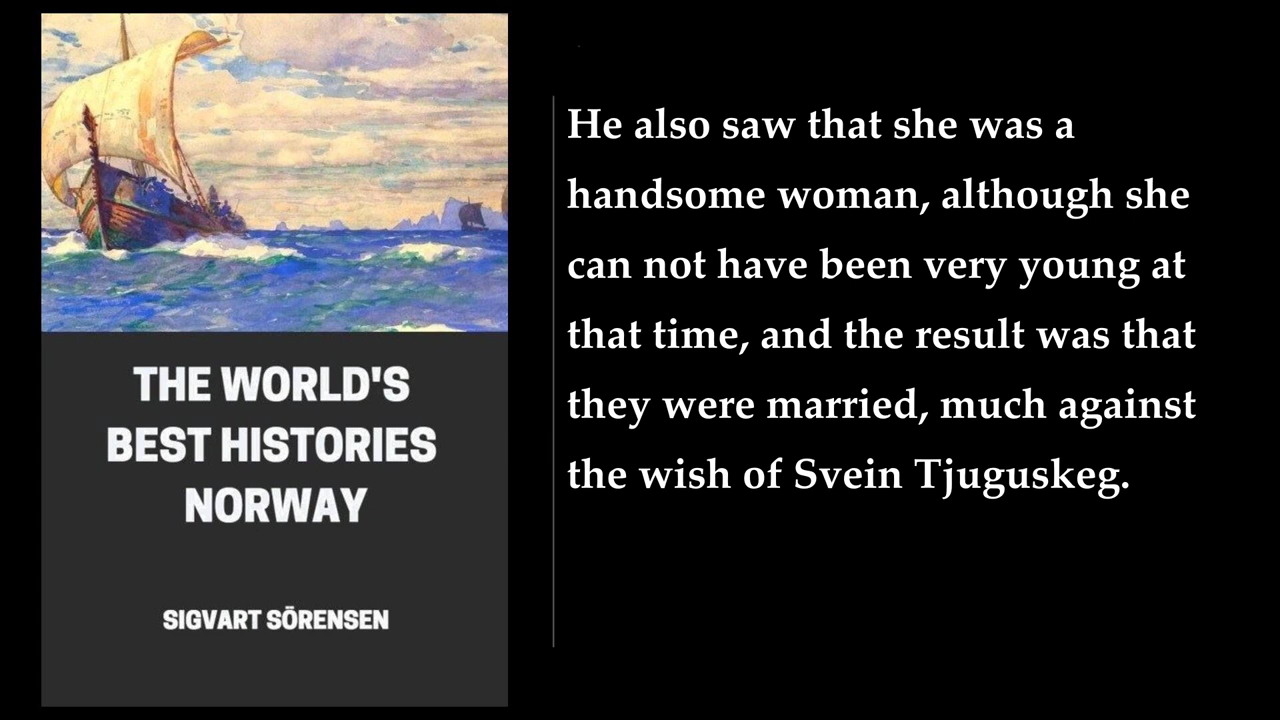 THE WORLD'S
BEST HISTORIES
NORWAY
SIGVART SÖRENSEN
He also saw that she was a
handsome woman, although she
can not have been very young at
that time, and the result was that
they were married, much against
the wish of Svein Tjuguskeg.